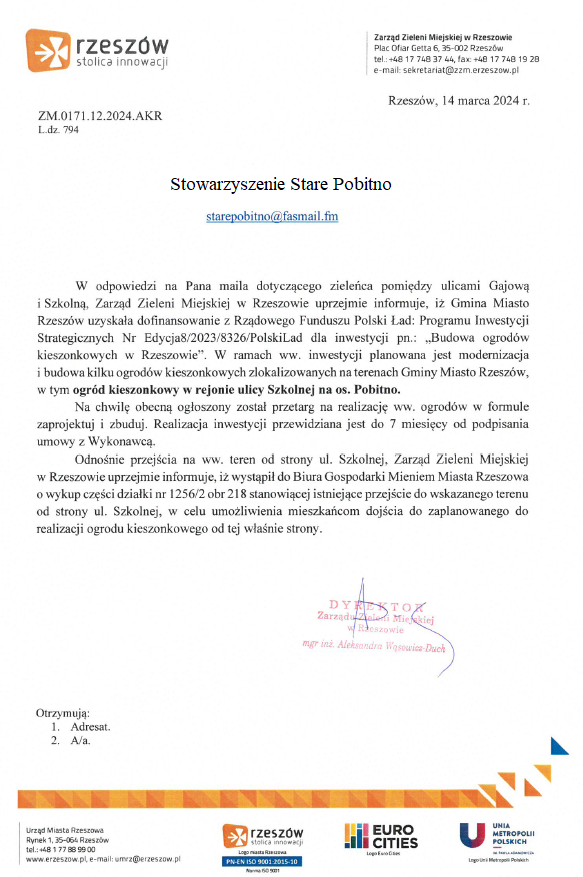 rzeszów
stolica innowacji
Zarząd Zieleni Miejskiej w Rzeszowie
Plac Ofiar Getta 6, 35-002 Rzeszów
tel.: +48 17 748 37 44, fax: +48 17 748 19 28
e-mail: sekretariat@zzm.erzeszow.pl
Rzeszów, 14 marca 2024 r.
ZM.0171.12.2024.AKR
L.dz. 794
Stowarzyszenie Stare Pobitno
starepobitno@fasmail.fm
W odpowiedzi na Pana maila dotyczącego zieleńca pomiędzy ulicami Gajową
i Szkolną, Zarząd Zieleni Miejskiej w Rzeszowie uprzejmie informuje, iż Gmina Miasto
Rzeszów uzyskała dofinansowanie z Rządowego Funduszu Polski Ład: Programu Inwestycji
Strategicznych Nr Edycja8/2023/8326/PolskiLad dla inwestycji pn.: „Budowa ogrodów
kieszonkowych w Rzeszowie”. W ramach ww. inwestycji planowana jest modernizacja
i budowa kilku ogrodów kieszonkowych zlokalizowanych na terenach Gminy Miasto Rzeszów,
w tym ogród kieszonkowy w rejonie ulicy Szkolnej na os. Pobitno.
Na chwilę obecną ogłoszony został przetarg na realizację ww. ogrodów w formule
zaprojektuj i zbuduj. Realizacja inwestycji przewidziana jest do 7 miesięcy od podpisania
umowy z Wykonawcą.
Odnośnie przejścia na ww. teren od strony ul. Szkolnej, Zarząd Zieleni Miejskiej
w Rzeszowie uprzejmie informuje, iż wystąpił do Biura Gospodarki Mieniem Miasta Rzeszowa
o wykup części działki nr 1256/2 obr 218 stanowiącej istniejące przejście do wskazanego terenu
od strony ul. Szkolnej, w celu umożliwienia mieszkańcom dojścia do zaplanowanego do
realizacji ogrodu kieszonkowego od tej właśnie strony.
DYREKTOR
Zarządu Zieleni Miejskiej
w Rzeszowie
mgr inż. Aleksandra Wąsowicz-Duch
Otrzymują:
1. Adresat.
2. A/a.
Urząd Miasta Rzeszowa
Rynek 1, 35-064 Rzeszów
tel.: +48 1 77 88 99 00
www.erzeszow.pl, e-mail: umrz@erzeszow.pl
rzeszów
stolica innowacji
Logo miasta Rzeszowa
PN-EN ISO 9001:2015-10
Norma ISO 9001
EURO
CITIES
Logo Euro Cities
UNIA
METROPOLII
POLSKICH
Logo Unii Metropolii Polskich